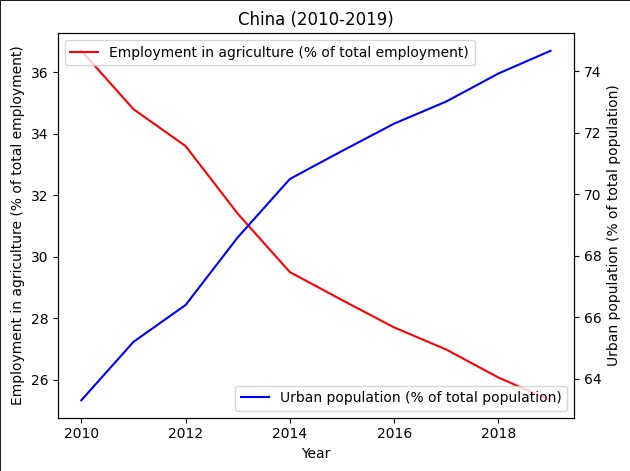 China (2010-2019)
Employment in agriculture (% of total employment)
Employment in agriculture (% of total employment)
36
34
32
30
28
26
74
72
70
68
66
64
Urban population (% of total population)
Urban population (% of total population)
2010 2012 2014 2016 2018
Year